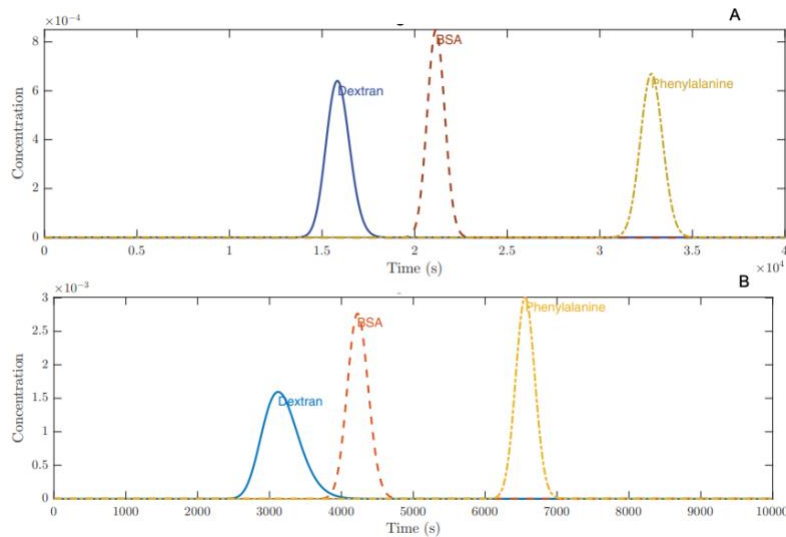 ×10⁻⁴
A
8
BSA
6
Dextran
Phenylalanine
4
2
0
Concentration
0 0.5 1 1.5 2 2.5 3 3.5 4
Time (s)
×10⁴
B
×10⁻³
3
Phenylalanine
2.5
BSA
2
1.5
Dextran
1
0.5
0
Concentration
0 1000 2000 3000 4000 5000 6000 7000 8000 9000 10000
Time (s)